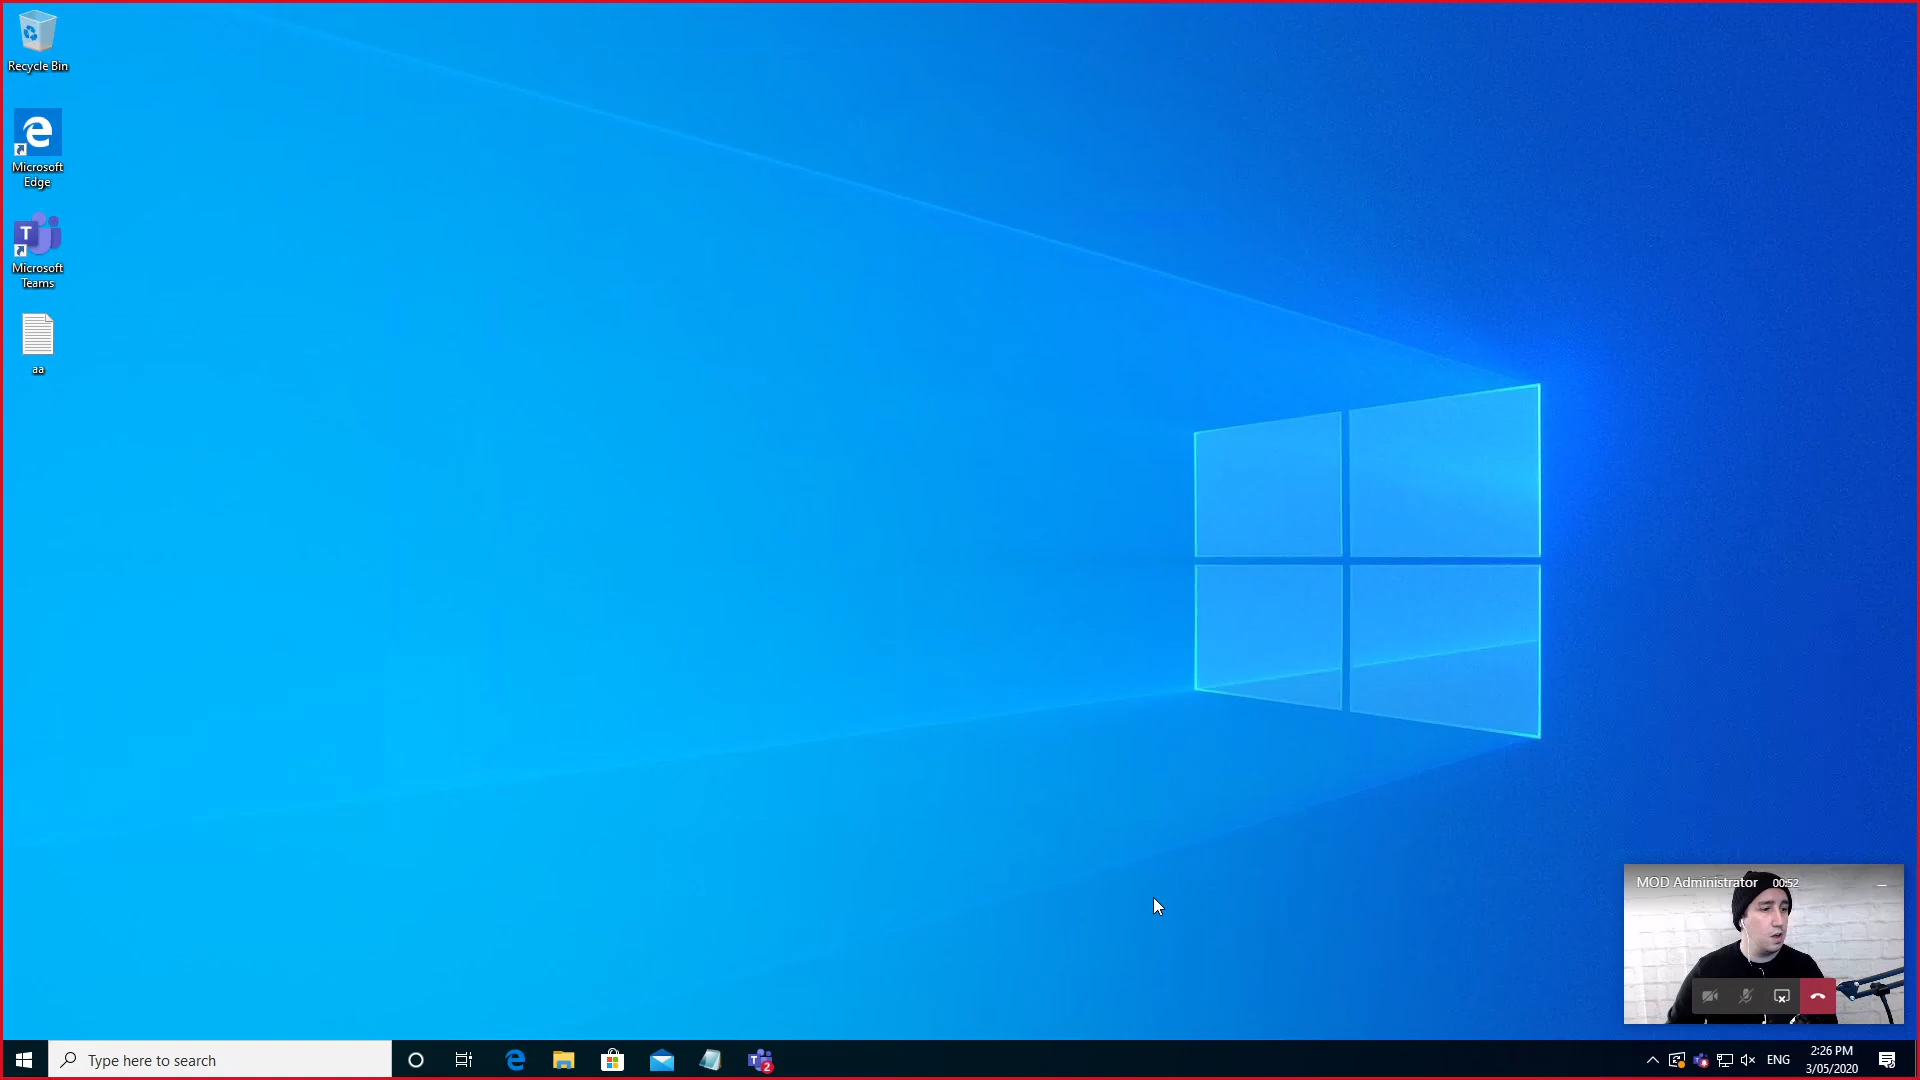 Recycle Bin
Microsoft
Edge
T
Microsoft
Teams
aa
MOD Administrator 00:52
Type here to search
T
2
ENG
2:26 PM
3/05/2020